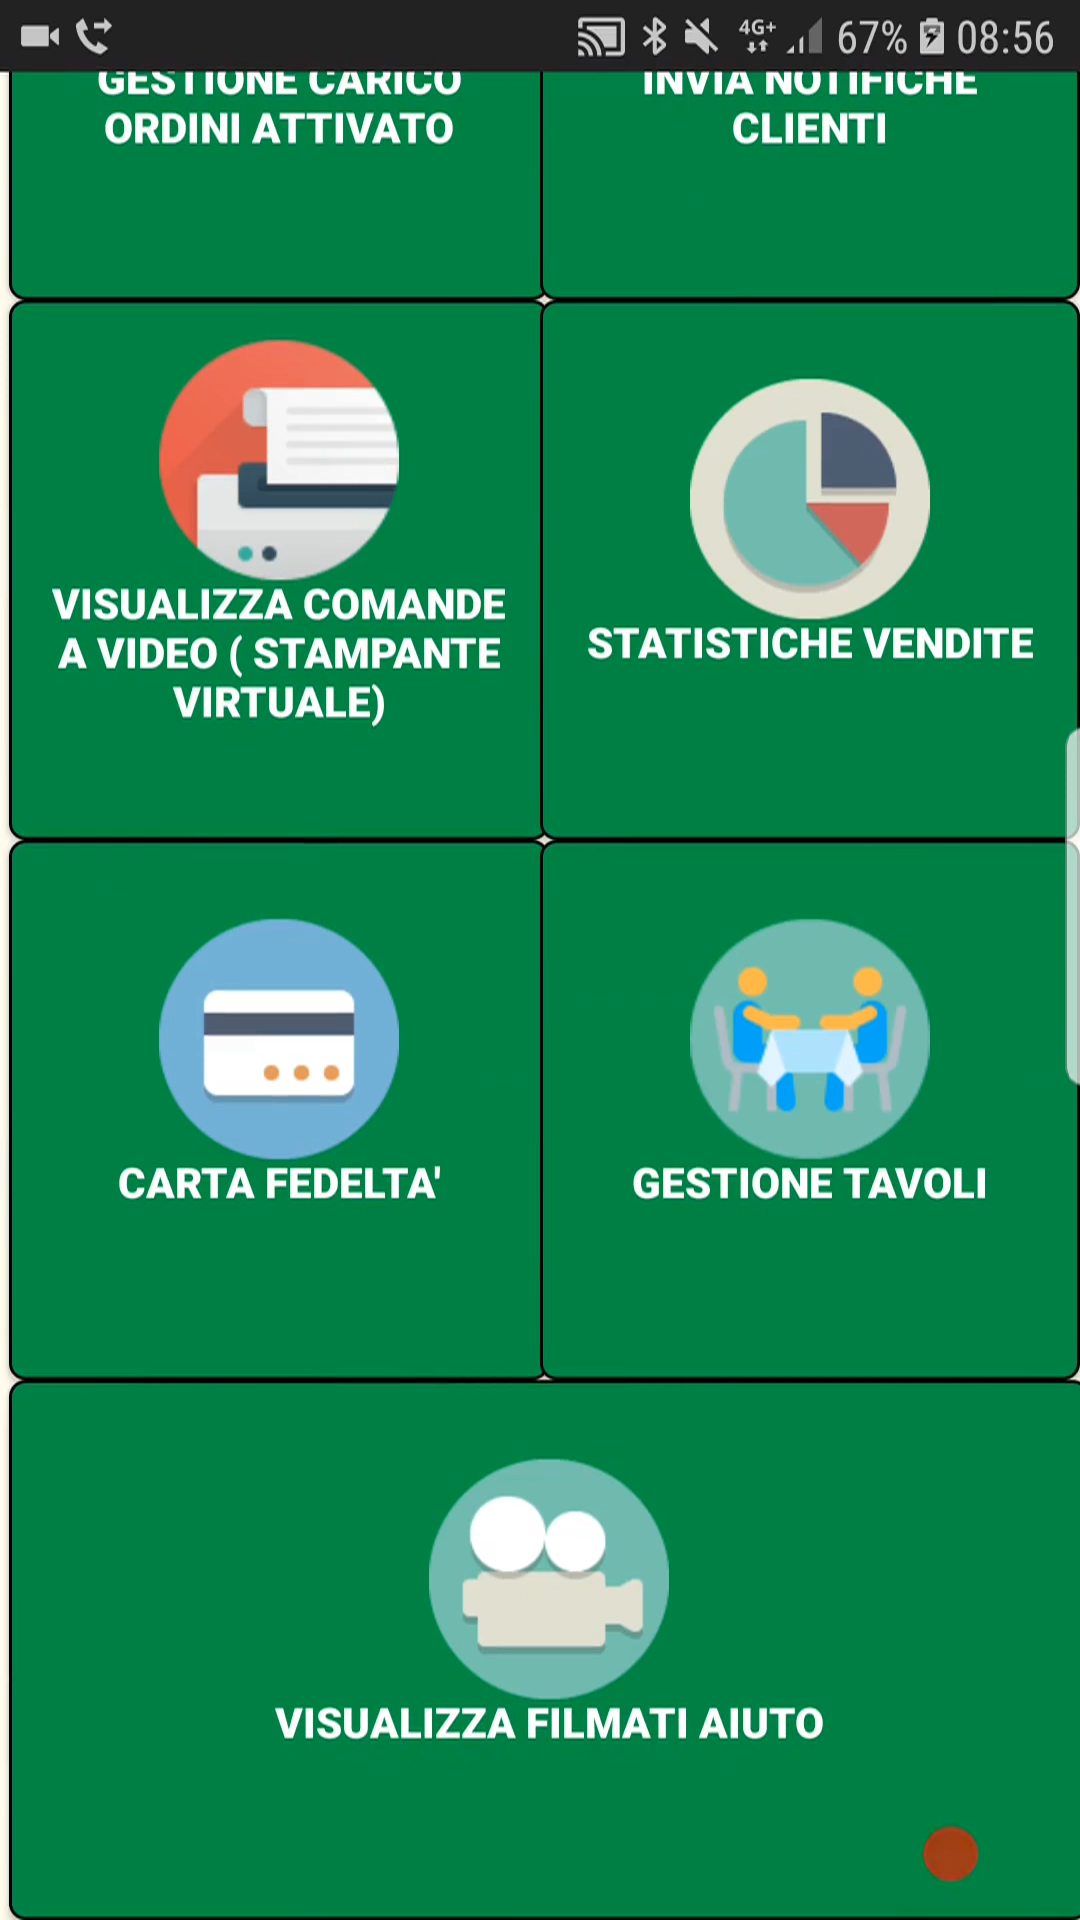 4G+ 67% 08:56
GESTIONE CARICO
ORDINI ATTIVATO
INVIA NOTIFICHE
CLIENTI
VISUALIZZA COMANDE
A VIDEO ( STAMPANTE
VIRTUALE)
STATISTICHE VENDITE
CARTA FEDELTA'
GESTIONE TAVOLI
VISUALIZZA FILMATI AIUTO